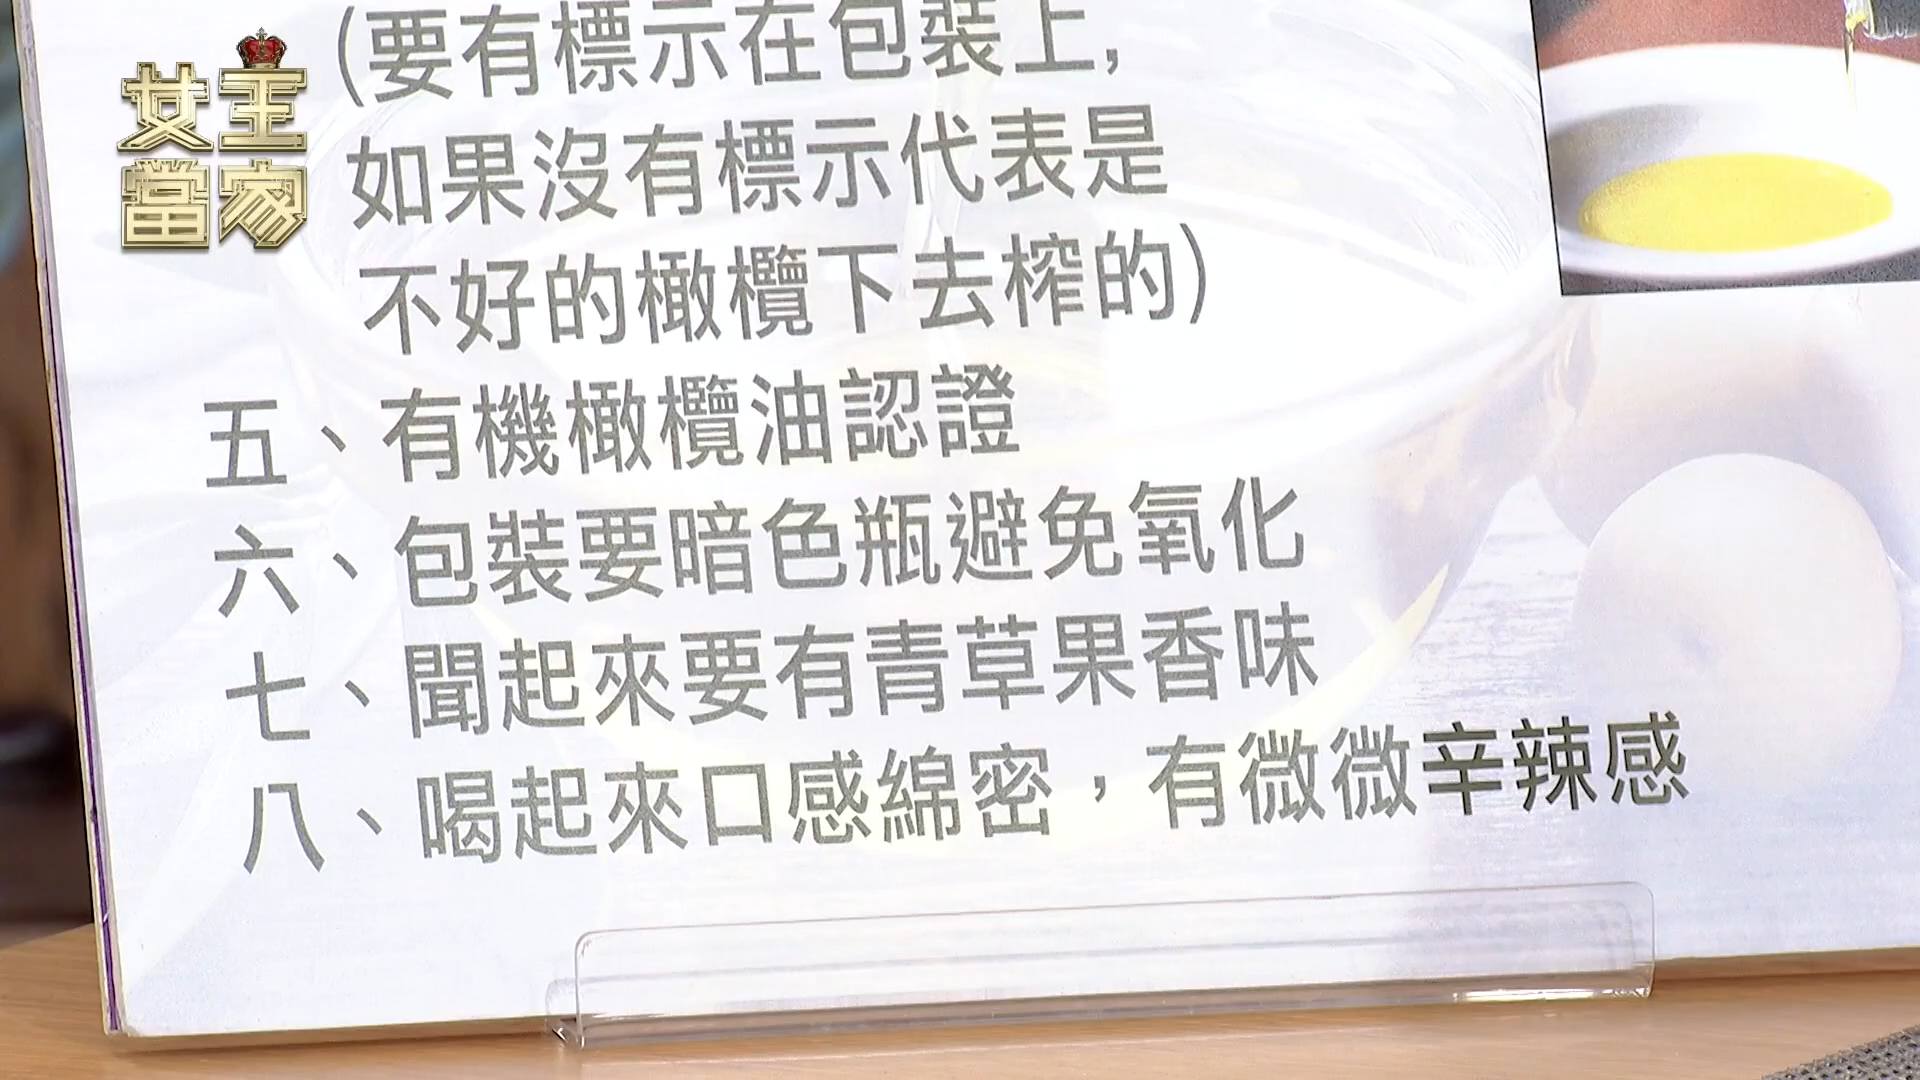 女王
當家
(要有標示在包裝上,
如果沒有標示代表是
不好的橄欖下去榨的)
五、有機橄欖油認證
六、包裝要暗色瓶避免氧化
七、聞起來要有青草果香味
八、喝起來口感綿密，有微微辛辣感